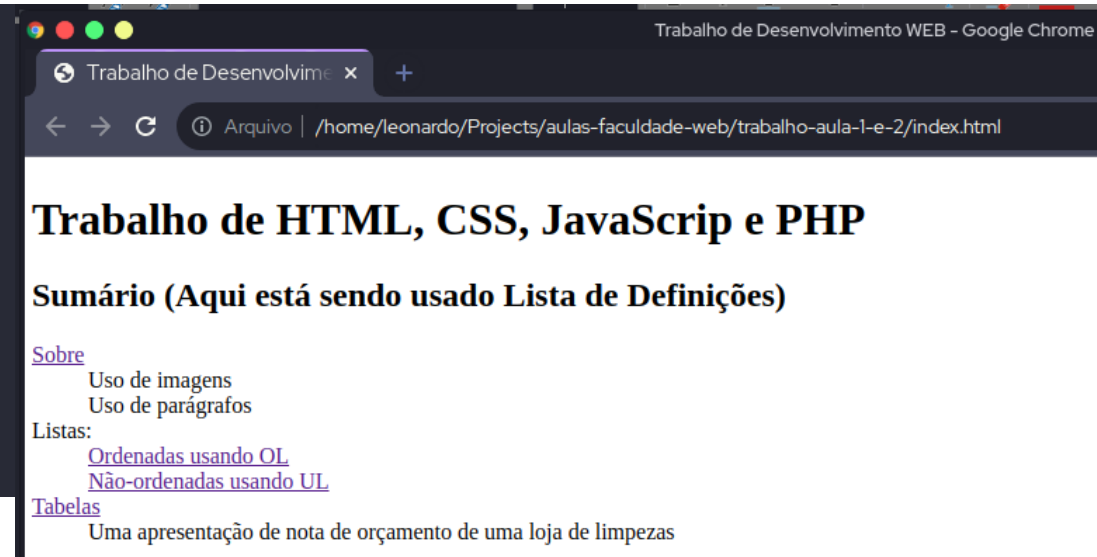 Trabalho de Desenvolvimento WEB - Google Chrome
Trabalho de Desenvolvime
Arquivo | /home/leonardo/Projects/aulas-faculdade-web/trabalho-aula-1-e-2/index.html
Trabalho de HTML, CSS, JavaScrip e PHP
Sumário (Aqui está sendo usado Lista de Definições)
Sobre
Uso de imagens
Uso de parágrafos
Listas:
Ordenadas usando OL
Não-ordenadas usando UL
Tabelas
Uma apresentação de nota de orçamento de uma loja de limpezas